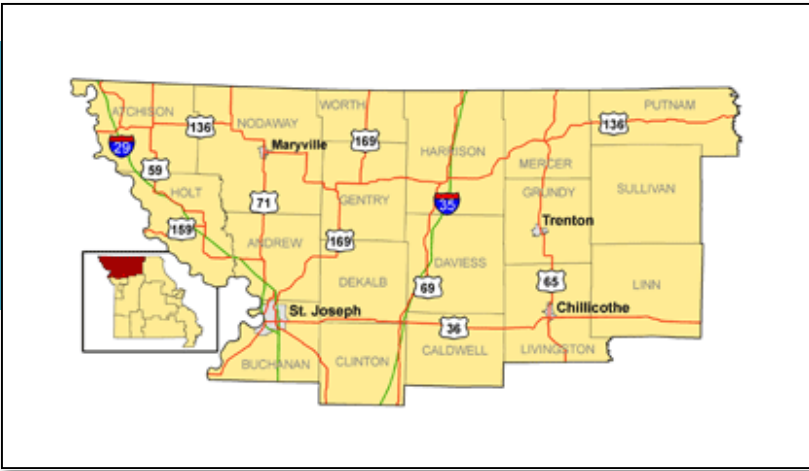 WORTH
PUTNAM
ATCHISON
NODAWAY
136
136
Maryville
169
29
HARRISON
59
MERCER
HOLT
GRUNDY
SULLIVAN
71
GENTRY
35
159
Trenton
ANDREW
169
DAVIESS
DEKALB
69
65
LINN
St. Joseph
Chillicothe
36
BUCHANAN
CLINTON
CALDWELL
LIVINGSTON